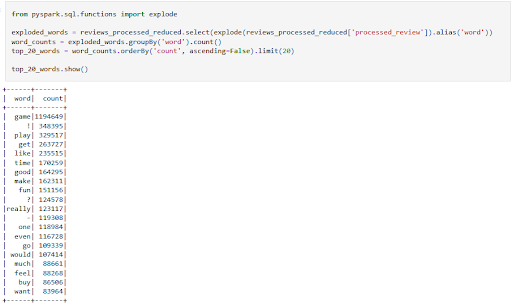 from pyspark.sql.functions import explode
exploded_words = reviews_processed_reduced.select(explode(reviews_processed_reduced['processed_review']).alias('word'))
word_counts = exploded_words.groupBy('word').count()
top_20_words = word_counts.orderBy('count', ascending=False).limit(20)
top_20_words.show()
+------+-------+
|  word|  count|
+------+-------+
|  game|1194649|
|     !| 348395|
|  play| 329517|
|   get| 263727|
|  like| 235515|
|  time| 170259|
|  good| 164295|
|  make| 162311|
|   fun| 151156|
|     ?| 124578|
|really| 123117|
|     -| 119308|
|   one| 118984|
|  even| 116728|
|    go| 109339|
| would| 107414|
|  much|  88661|
|  feel|  88268|
|   buy|  86506|
|  want|  83964|
+------+-------+